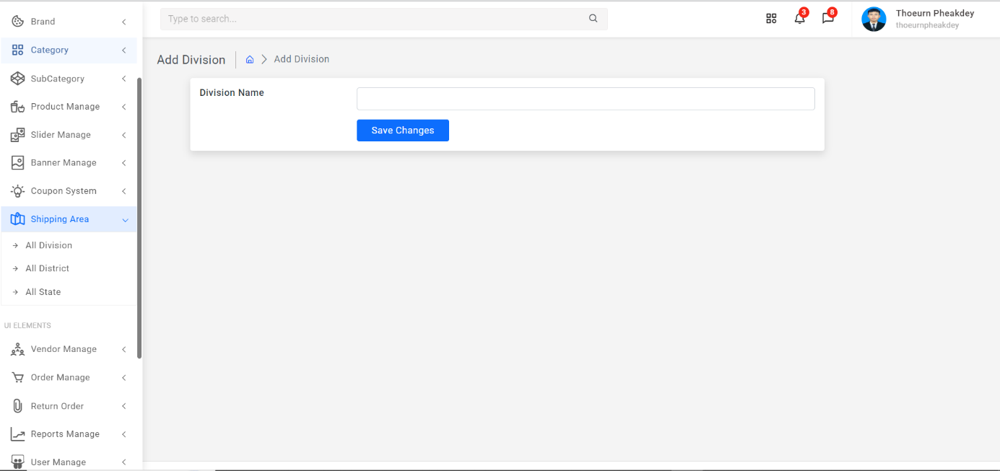 Brand
Category
SubCategory
Product Manage
Slider Manage
Banner Manage
Coupon System
Shipping Area
All Division
All District
All State
UI ELEMENTS
Vendor Manage
Order Manage
Return Order
Reports Manage
User Manage
Type to search...
3
8
Thoeurn Pheakdey
thoeurnpheakdey
Add Division
Add Division
Division Name
Save Changes